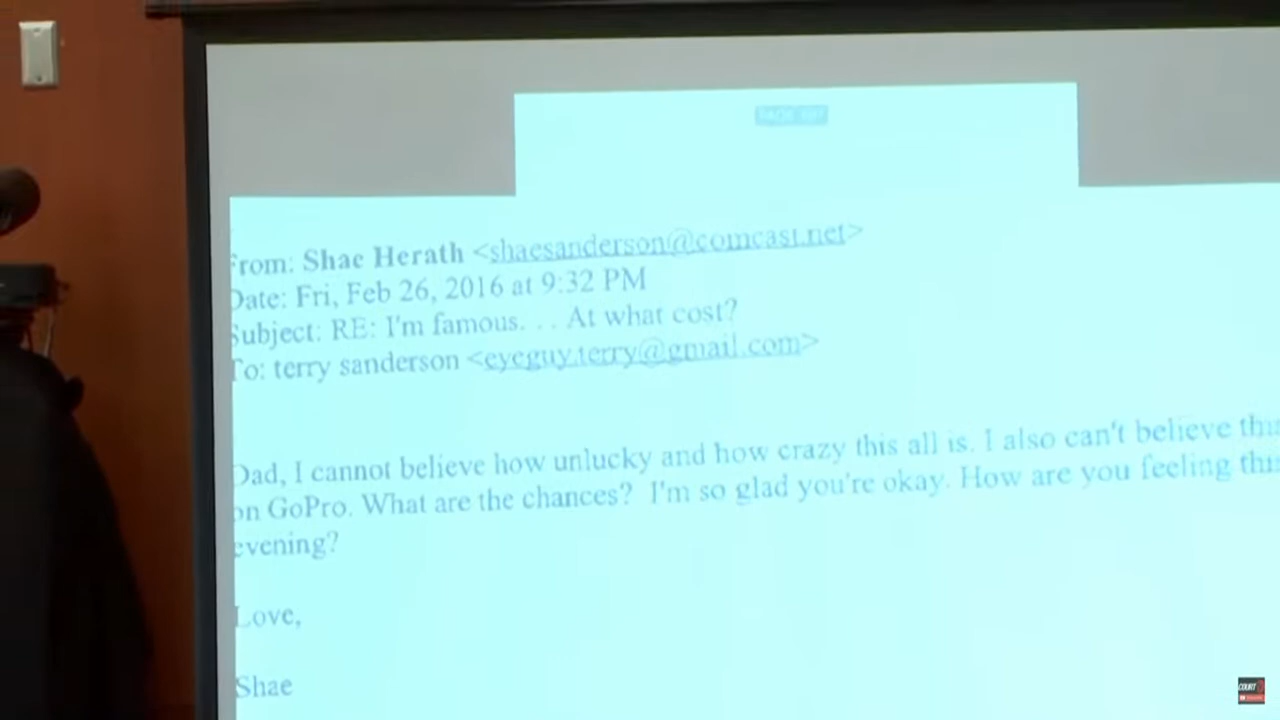 From: Shae Herath <shaesanderson@comcast.net>
Date: Fri, Feb 26, 2016 at 9:32 PM
Subject: RE: I'm famous. . . At what cost?
To: terry sanderson <eyeguy.terry@gmail.com>
Dad, I cannot believe how unlucky and how crazy this all is. I also can't believe
on GoPro. What are the chances? I'm so glad you're okay. How are you feeling
evening?
Love,
Shae
COURT